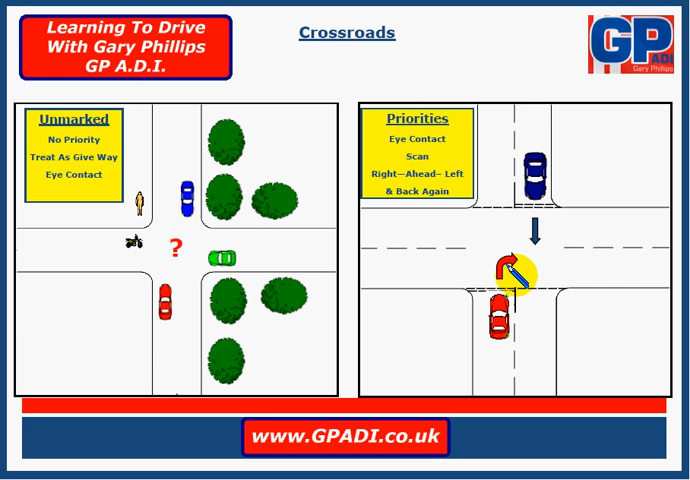 Learning To Drive
With Gary Phillips
GP A.D.I.
Crossroads
GP
ADI
Gary Phillips
Unmarked
No Priority
Treat As Give Way
Eye Contact
?
Priorities
Eye Contact
Scan
Right—Ahead– Left
& Back Again
www.GPADI.co.uk